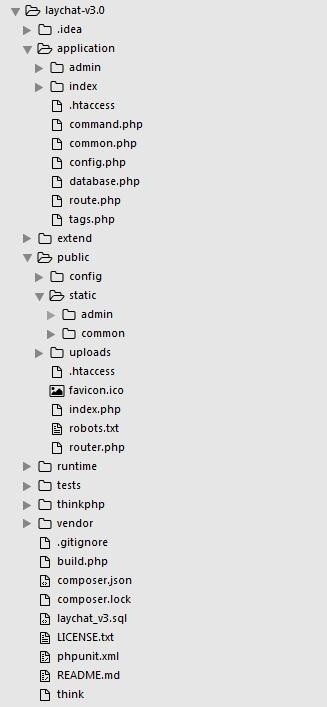 laychat-v3.0
.idea
application
admin
index
.htaccess
command.php
common.php
config.php
database.php
route.php
tags.php
extend
public
config
static
admin
common
uploads
.htaccess
favicon.ico
index.php
robots.txt
router.php
runtime
tests
thinkphp
vendor
.gitignore
build.php
composer.json
composer.lock
laychat_v3.sql
LICENSE.txt
phpunit.xml
README.md
think